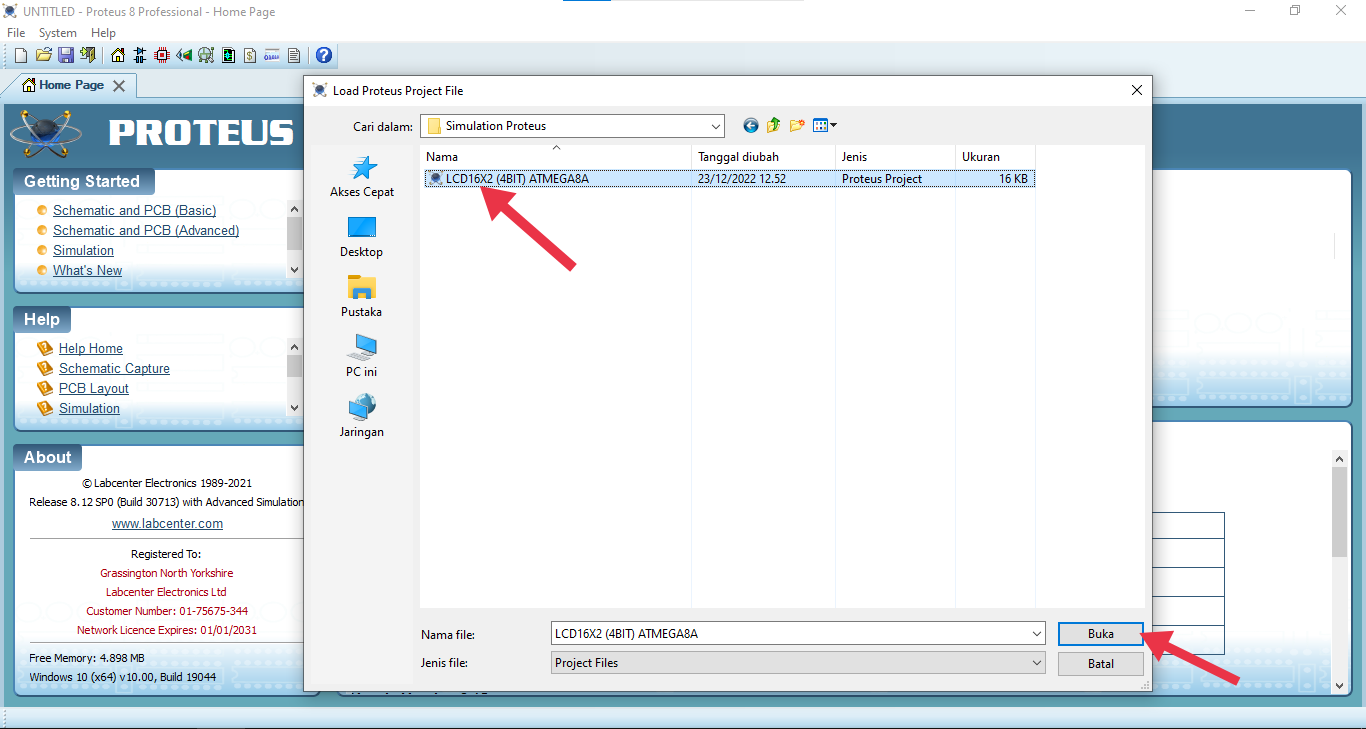 UNTITLED - Proteus 8 Professional - Home Page
File System Help
Home Page
PROTEUS
Getting Started
Schematic and PCB (Basic)
Schematic and PCB (Advanced)
Simulation
What's New
Help
Help Home
Schematic Capture
PCB Layout
Simulation
About
© Labcenter Electronics 1989-2021
Release 8.12 SP0 (Build 30713) with Advanced Simulation
www.labcenter.com
Registered To:
Grassington North Yorkshire
Labcenter Electronics Ltd
Customer Number: 01-75675-344
Network Licence Expires: 01/01/2031
Free Memory: 4.898 MB
Windows 10 (x64) v10.00, Build 19044
Load Proteus Project File
Cari dalam: Simulation Proteus
Akses Cepat
Desktop
Pustaka
PC ini
Jaringan
Nama Tanggal diubah Jenis Ukuran
LCD16X2 (4BIT) ATMEGA8A 23/12/2022 12.52 Proteus Project 16 KB
Nama file: LCD16X2 (4BIT) ATMEGA8A Buka
Jenis file: Project Files Batal